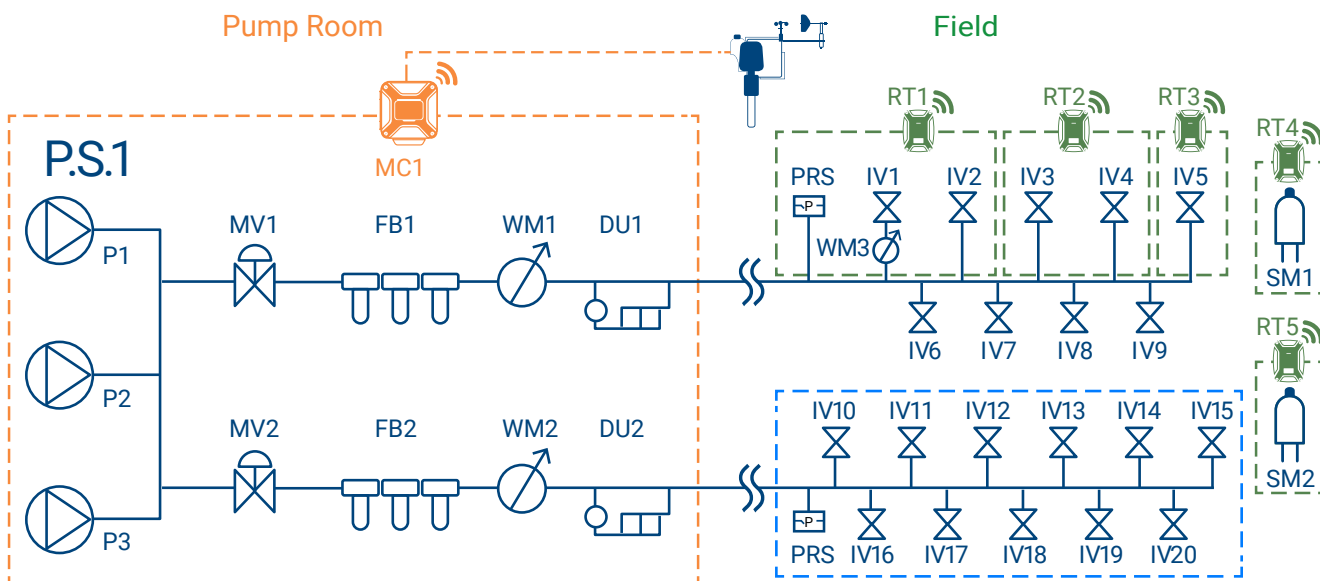 Pump Room
Field
RT1
RT2
RT3
RT4
P.S.1
MC1
PRS
IV1
IV2
IV3
IV4
IV5
P
MV1
FB1
WM1
DU1
P1
WM3
SM1
IV6
IV7
IV8
IV9
RT5
P2
MV2
FB2
WM2
DU2
IV10
IV11
IV12
IV13
IV14
IV15
SM2
P
P3
PRS
IV16
IV17
IV18
IV19
IV20